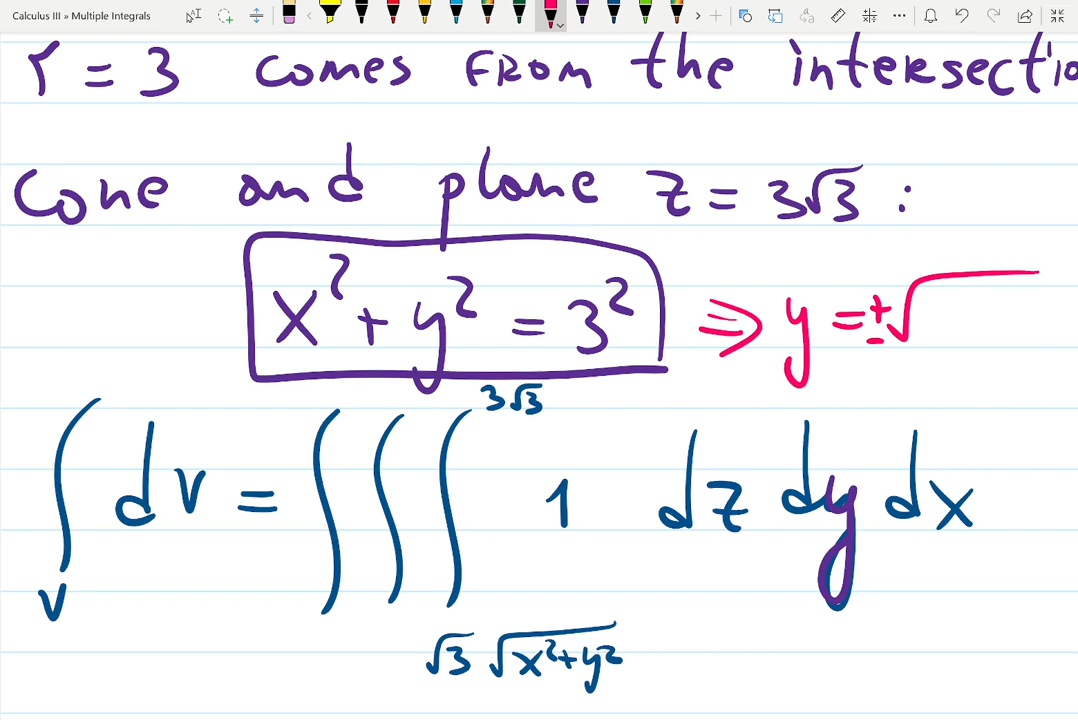 Calculus III » Multiple Integrals
r = 3 comes from the intersectio
cone and plane z = 3√3 :
x² + y² = 3² ⇒ y = ±√
∫_V dv = ∫∫∫_{√3 √(x²+y²)}^{3√3} 1 dz dy dx